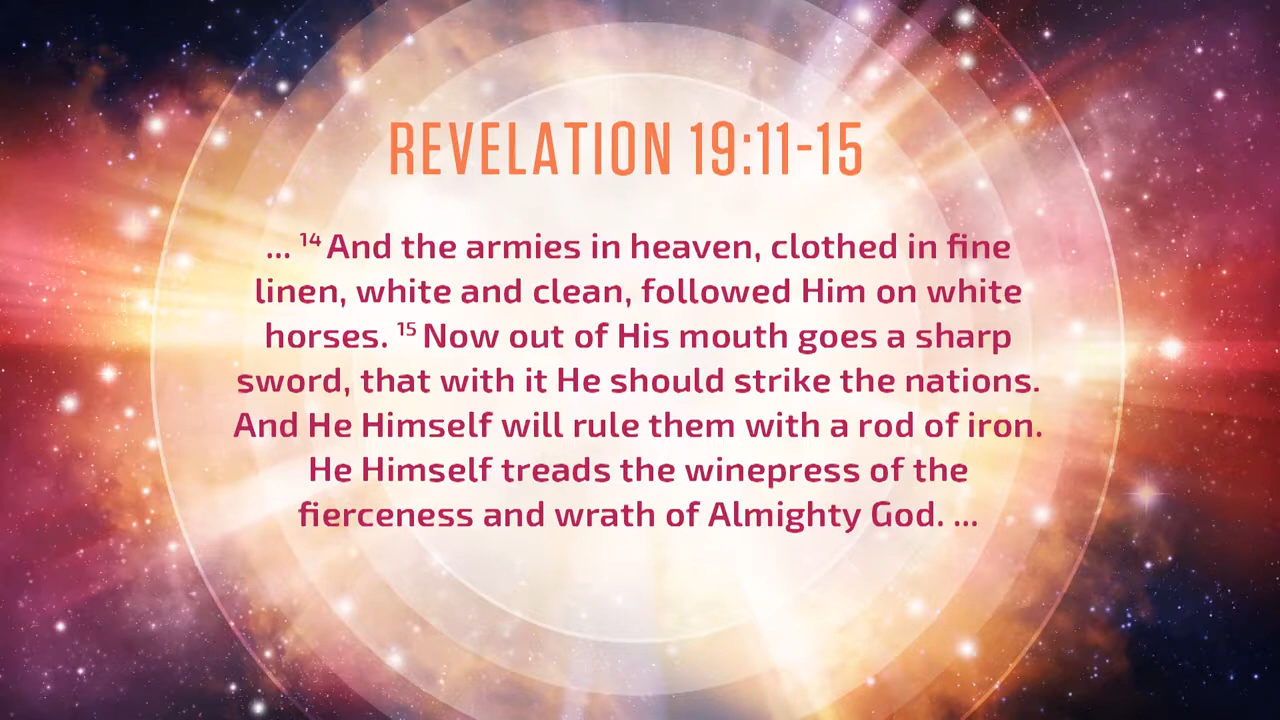 REVELATION 19:11-15
... ¹⁴ And the armies in heaven, clothed in fine
linen, white and clean, followed Him on white
horses. ¹⁵ Now out of His mouth goes a sharp
sword, that with it He should strike the nations.
And He Himself will rule them with a rod of iron.
He Himself treads the winepress of the
fierceness and wrath of Almighty God. ...